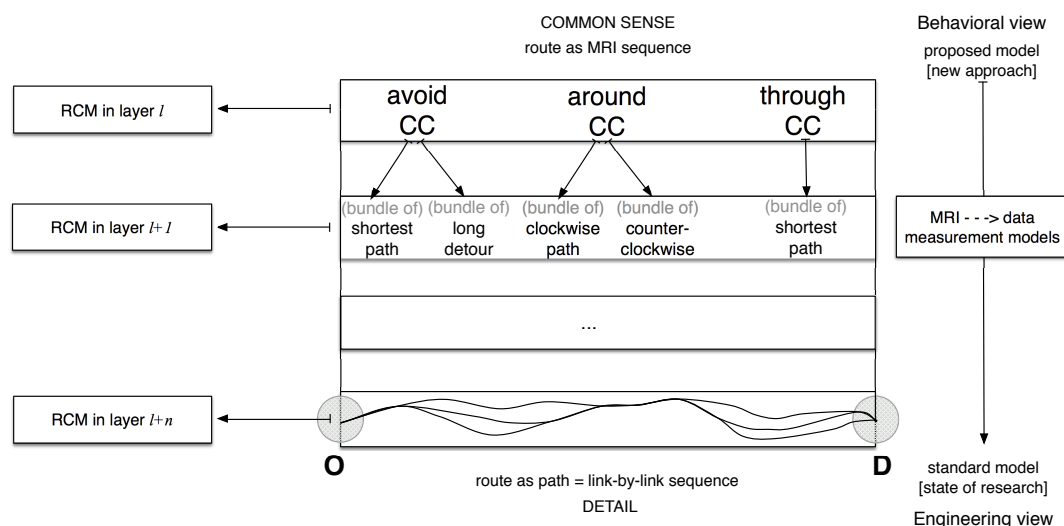 COMMON SENSE
route as MRI sequence
Behavioral view
proposed model
[new approach]
RCM in layer l
avoid
CC
around
CC
through
CC
RCM in layer l+1
(bundle of)
shortest
path
(bundle of)
long
detour
(bundle of)
clockwise
path
(bundle of)
counter-
clockwise
(bundle of)
shortest
path
MRI - - -> data
measurement models
...
RCM in layer l+n
O
D
route as path = link-by-link sequence
DETAIL
standard model
[state of research]
Engineering view